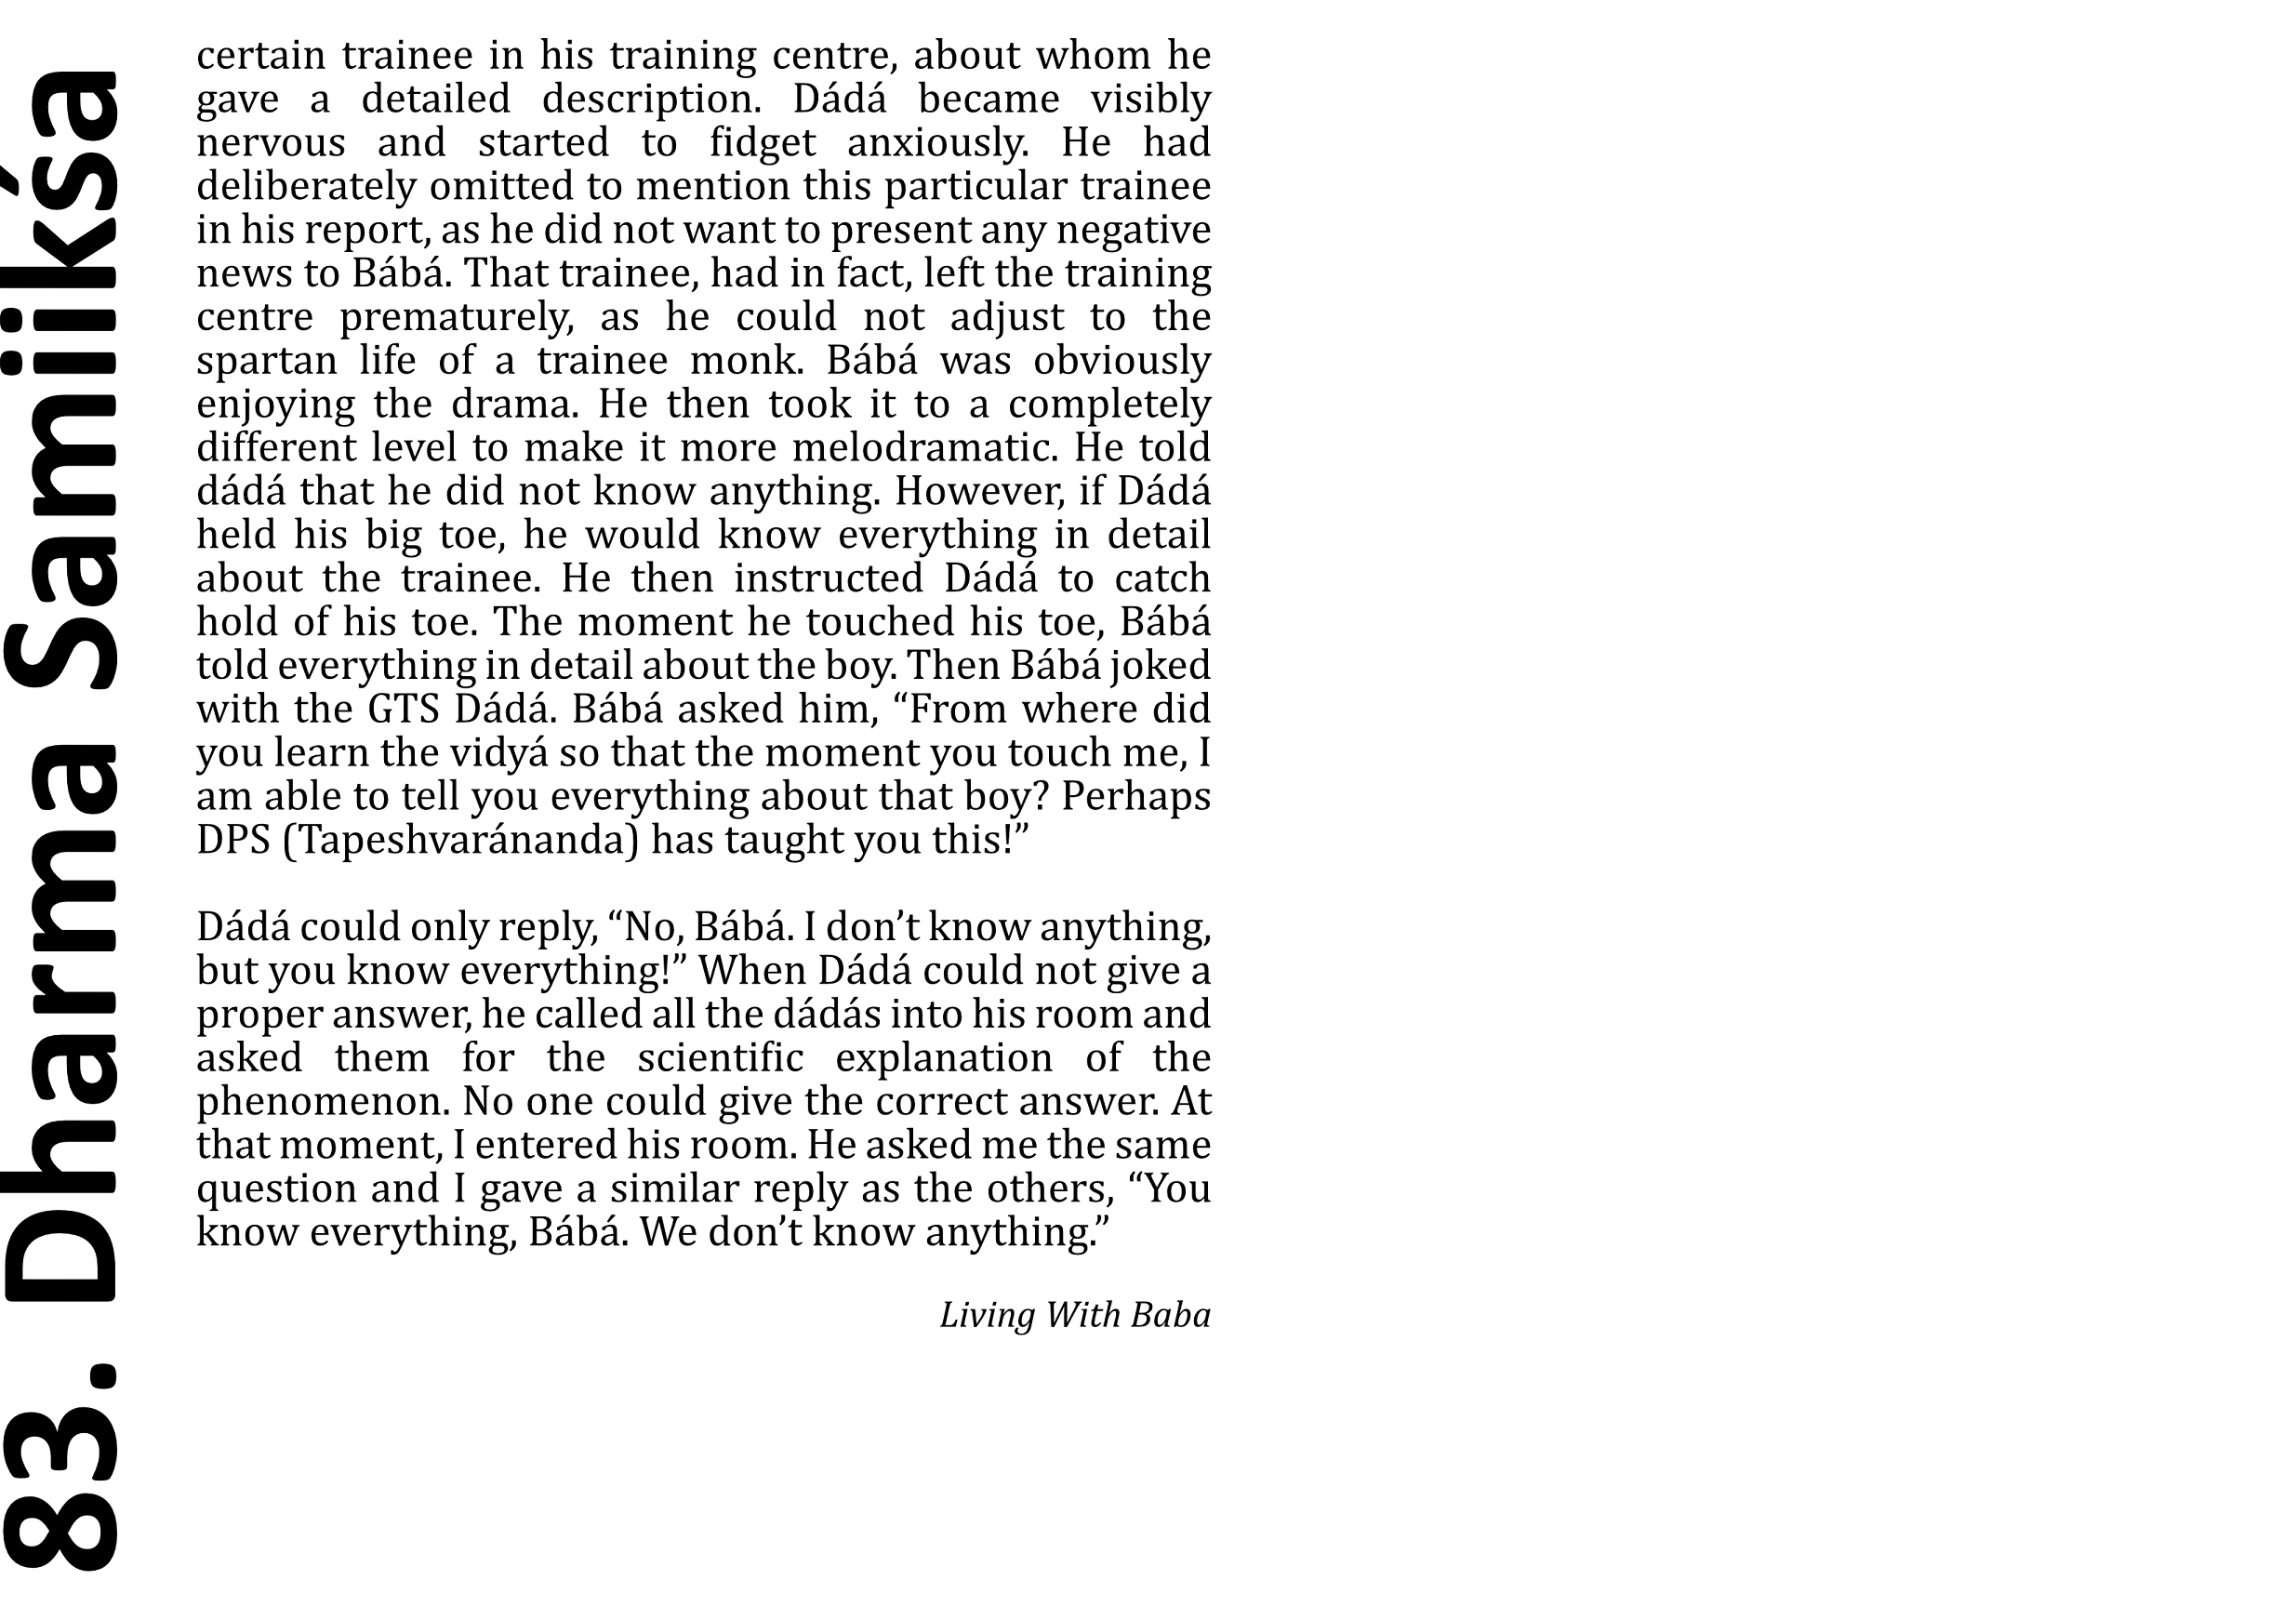 83. Dharma Samiikśa
certain trainee in his training centre, about whom he
gave a detailed description. Dádá became visibly
nervous and started to fidget anxiously. He had
deliberately omitted to mention this particular trainee
in his report, as he did not want to present any negative
news to Bábá. That trainee, had in fact, left the training
centre prematurely, as he could not adjust to the
spartan life of a trainee monk. Bábá was obviously
enjoying the drama. He then took it to a completely
different level to make it more melodramatic. He told
dádá that he did not know anything. However, if Dádá
held his big toe, he would know everything in detail
about the trainee. He then instructed Dádá to catch
hold of his toe. The moment he touched his toe, Bábá
told everything in detail about the boy. Then Bábá joked
with the GTS Dádá. Bábá asked him, “From where did
you learn the vidyá so that the moment you touch me, I
am able to tell you everything about that boy? Perhaps
DPS (Tapeshvaránanda) has taught you this!”
Dádá could only reply, “No, Bábá. I don’t know anything,
but you know everything!” When Dádá could not give a
proper answer, he called all the dádás into his room and
asked them for the scientific explanation of the
phenomenon. No one could give the correct answer. At
that moment, I entered his room. He asked me the same
question and I gave a similar reply as the others, “You
know everything, Bábá. We don’t know anything.”
Living With Baba